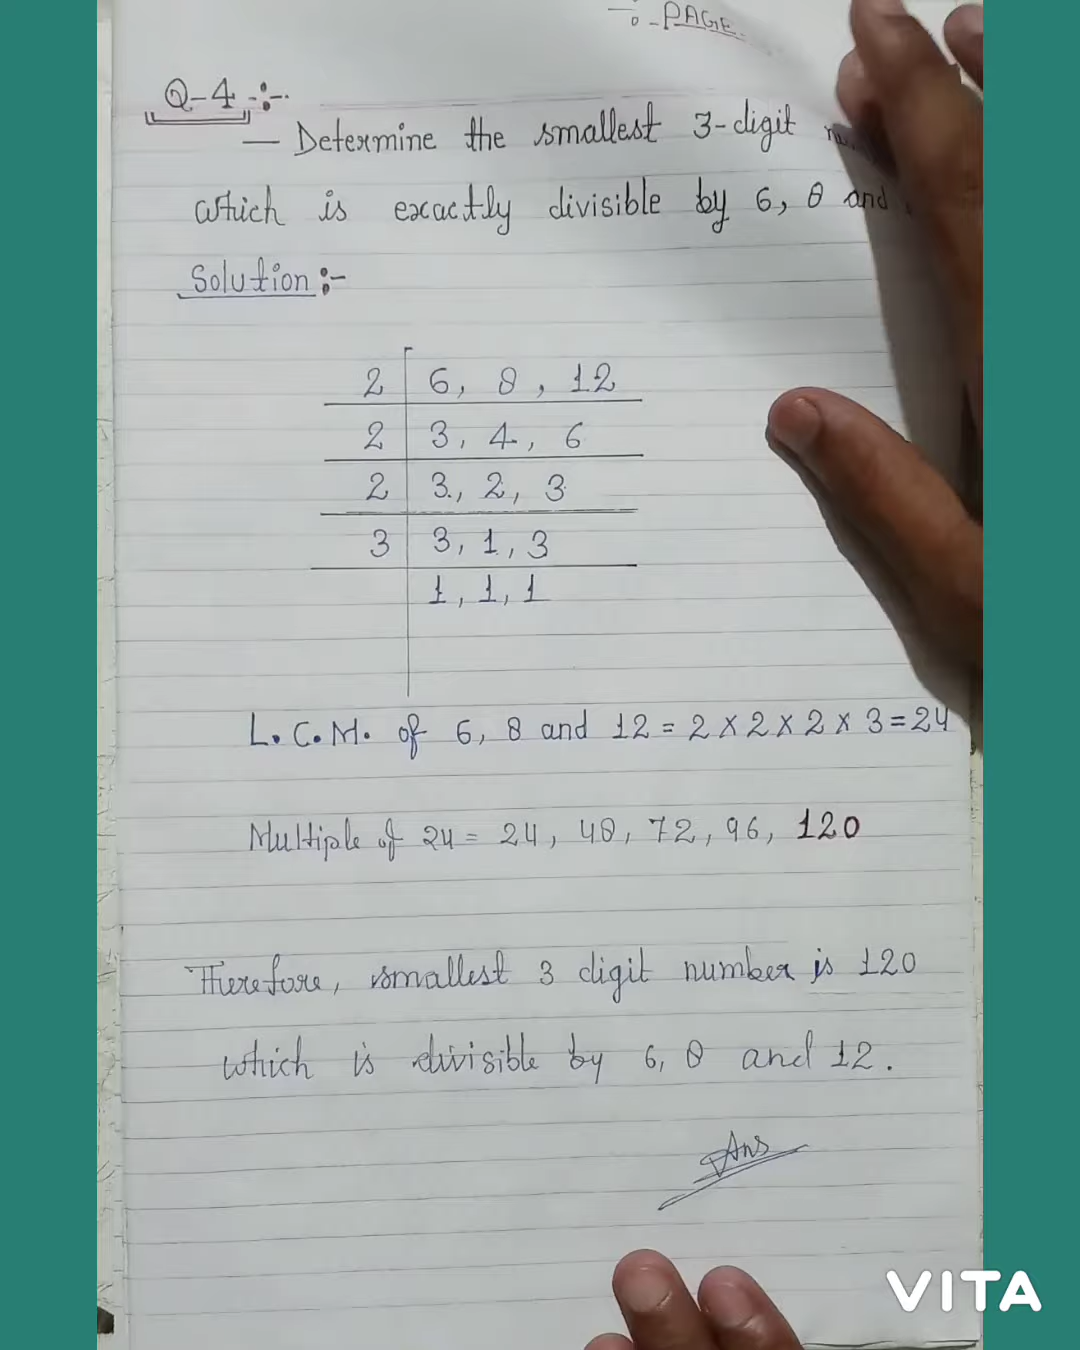 PAGE
Q-4 -:-
— Determine the smallest 3-digit
which is exactly divisible by 6, 8 and
Solution :-
2 | 6, 8, 12
2 | 3, 4, 6
2 | 3, 2, 3
3 | 3, 1, 3
1, 1, 1
L.C.M. of 6, 8 and 12 = 2 x 2 x 2 x 3 = 24
Multiple of 24 = 24, 48, 72, 96, 120
Therefore, smallest 3 digit number is 120
which is divisible by 6, 8 and 12.
Ans
VITA